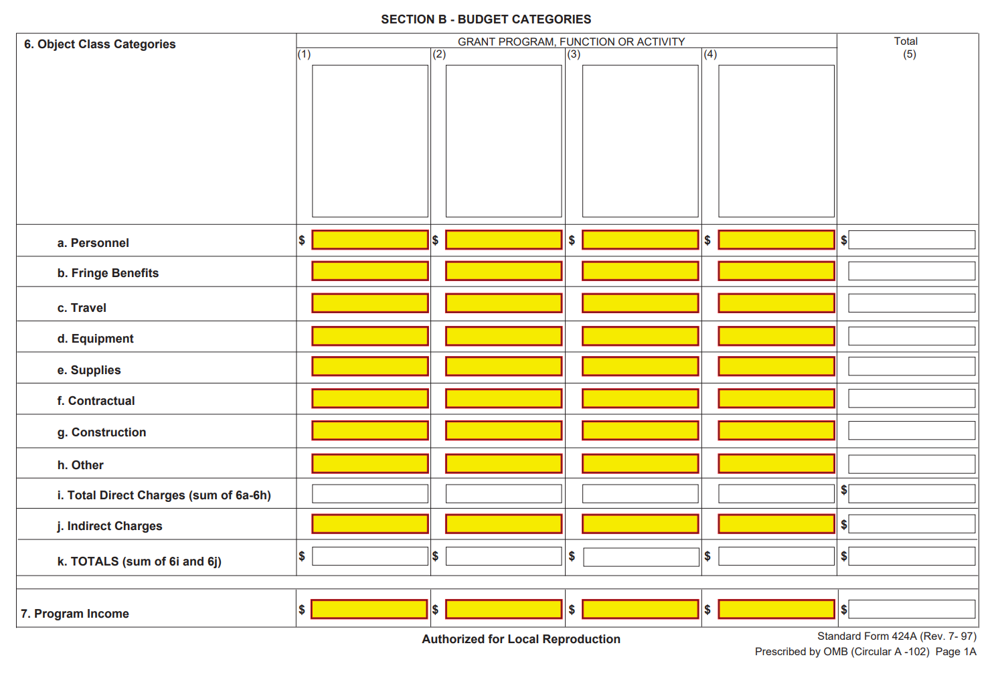 SECTION B - BUDGET CATEGORIES
6. Object Class Categories
GRANT PROGRAM, FUNCTION OR ACTIVITY
Total
(1) (2) (3) (4) (5)
a. Personnel $ $ $ $ $
b. Fringe Benefits
c. Travel
d. Equipment
e. Supplies
f. Contractual
g. Construction
h. Other
i. Total Direct Charges (sum of 6a-6h) $
j. Indirect Charges $
k. TOTALS (sum of 6i and 6j) $ $ $ $ $
7. Program Income $ $ $ $ $
Authorized for Local Reproduction
Standard Form 424A (Rev. 7- 97)
Prescribed by OMB (Circular A -102) Page 1A